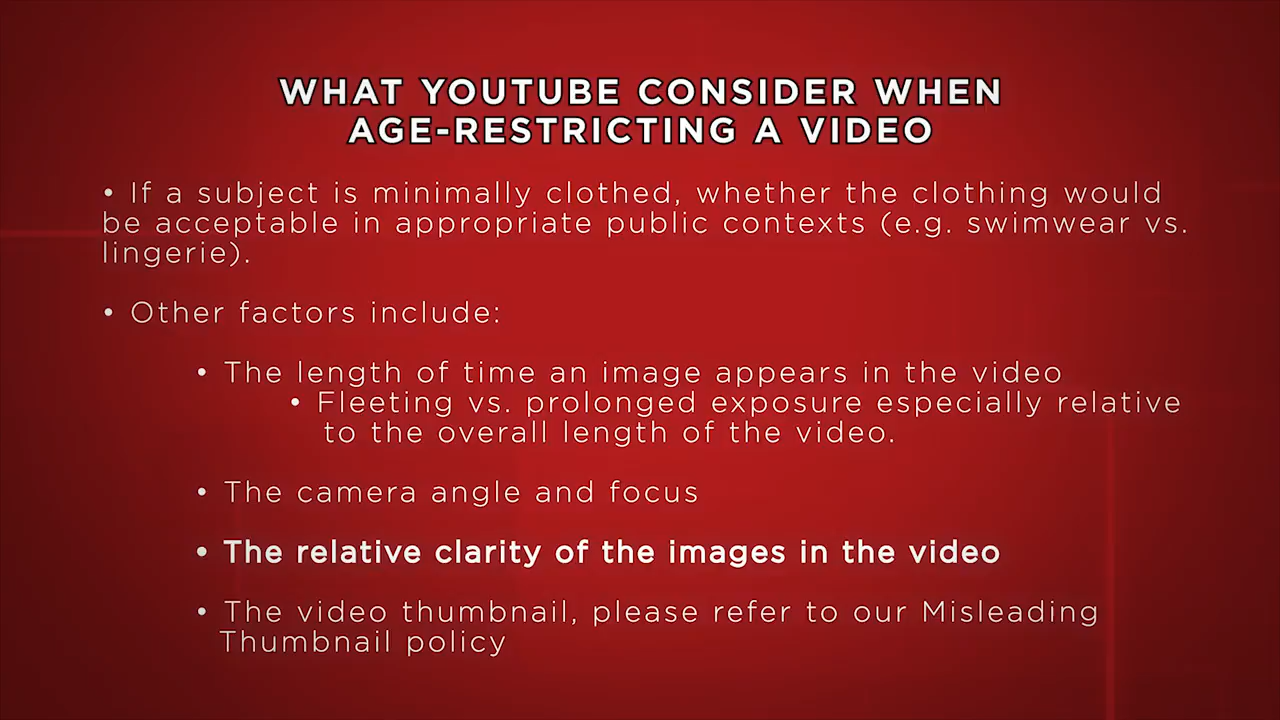 WHAT YOUTUBE CONSIDER WHEN
AGE-RESTRICTING A VIDEO
• If a subject is minimally clothed, whether the clothing would
be acceptable in appropriate public contexts (e.g. swimwear vs.
lingerie).
• Other factors include:
• The length of time an image appears in the video
• Fleeting vs. prolonged exposure especially relative
to the overall length of the video.
• The camera angle and focus
• The relative clarity of the images in the video
• The video thumbnail, please refer to our Misleading
Thumbnail policy